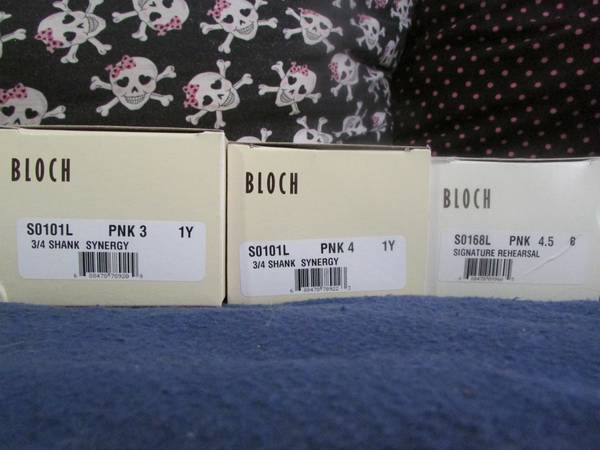 BLOCH
S0101L PNK 3 1Y
3/4 SHANK SYNERGY
BLOCH
S0101L PNK 4 1Y
3/4 SHANK SYNERGY
BLOCH
S0168L PNK 4.5 B
SIGNATURE REHEARSAL